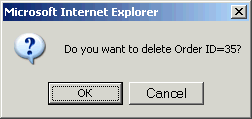 Microsoft Internet Explorer
Do you want to delete Order ID=35?
OK
Cancel